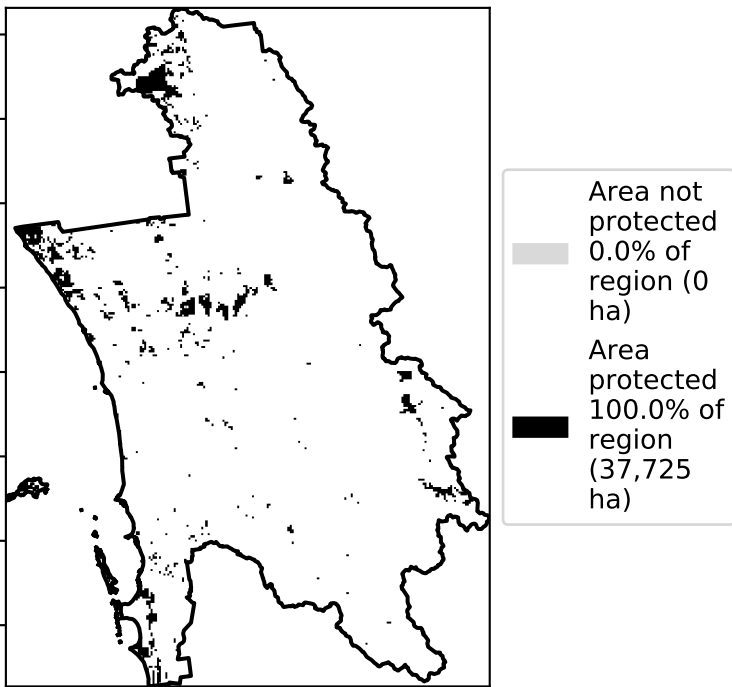 Area not
protected
0.0% of
region (0
ha)
Area
protected
100.0% of
region
(37,725
ha)